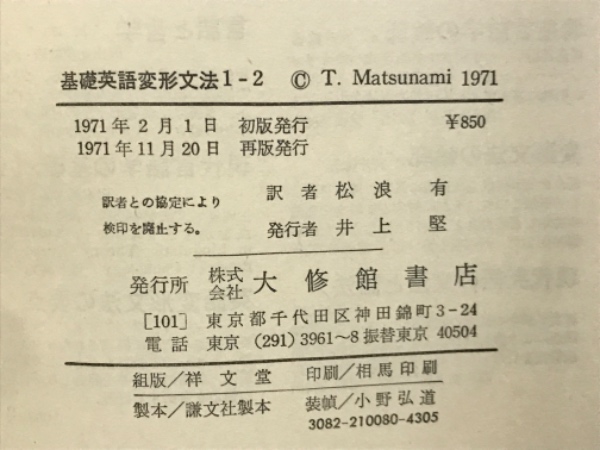 基礎英語変形文法1-2 © T. Matsunami 1971
1971年2月1日 初版発行 ¥850
1971年11月20日 再版発行
訳者との協定により
検印を廃止する。
訳者 松浪 有
発行者 井上 堅
発行所 株式会社 大修館書店
[101] 東京都千代田区神田錦町3-24
電話 東京 (291) 3961~8 振替東京 40504
組版/祥文堂 印刷/相馬印刷
製本/謙文社製本 装幀/小野弘道
3082-210080-4305